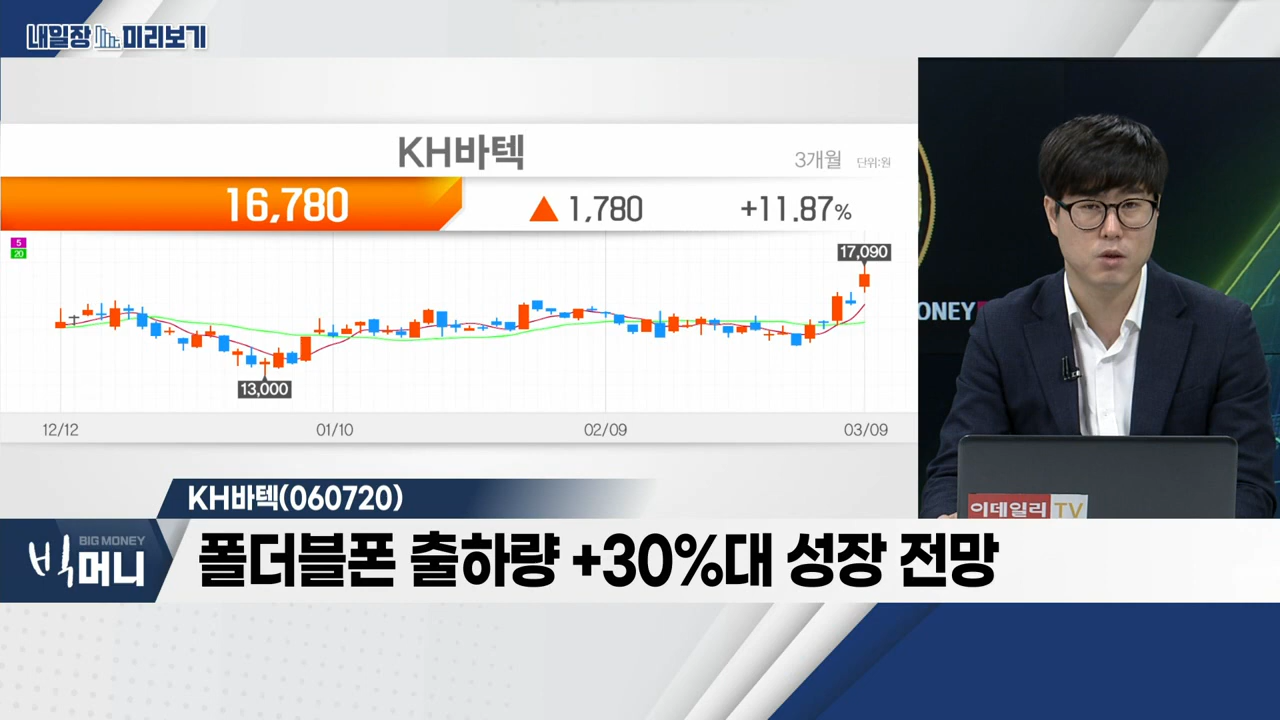 내일장 미리보기
KH바텍
3개월 단위:원
16,780 ▲ 1,780 +11.87%
5
20
17,090
13,000
12/12 01/10 02/09 03/09
ONEY
이데일리TV
KH바텍(060720)
BIG MONEY
빅머니
폴더블폰 출하량 +30%대 성장 전망